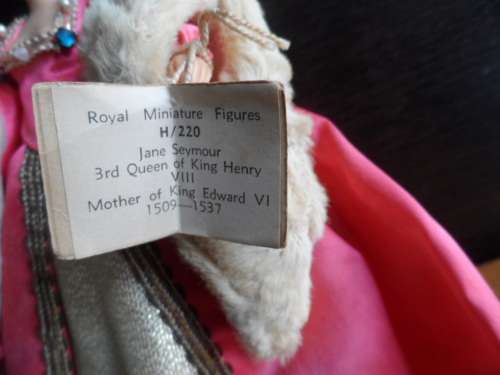 Royal Miniature Figures
H/220
Jane Seymour
3rd Queen of King Henry
VIII
Mother of King Edward VI
1509—1537